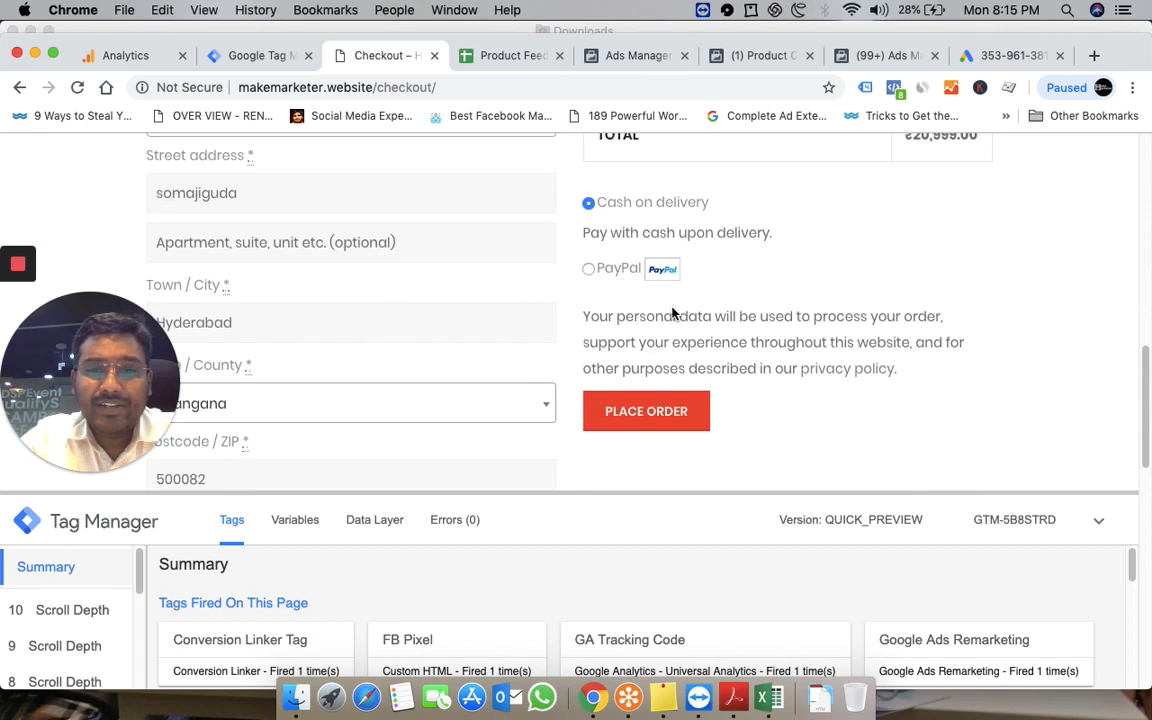 Chrome File Edit View History Bookmarks People Window Help 28% Mon 8:15 PM
Downloads
Analytics Google Tag M Checkout – H Product Feed Ads Manager (1) Product C (99+) Ads Ma 353-961-381
Not Secure makemarketer.website/checkout/ 8 Paused
9 Ways to Steal Y... OVER VIEW - REN... Social Media Expe... Best Facebook Ma... 189 Powerful Wor... Complete Ad Exte... Tricks to Get the... » Other Bookmarks
TOTAL ₹20,999.00
Street address *
somajiguda
Apartment, suite, unit etc. (optional)
Town / City *
Hyderabad
/ County *
angana
ostcode / ZIP *
500082
Cash on delivery
Pay with cash upon delivery.
PayPal PayPal
Your personal data will be used to process your order,
support your experience throughout this website, and for
other purposes described in our privacy policy.
PLACE ORDER
Tag Manager Tags Variables Data Layer Errors (0) Version: QUICK_PREVIEW GTM-5B8STRD
Summary
10 Scroll Depth
9 Scroll Depth
8 Scroll Depth
Summary
Tags Fired On This Page
Conversion Linker Tag
Conversion Linker - Fired 1 time(s)
FB Pixel
Custom HTML - Fired 1 time(s)
GA Tracking Code
Google Analytics - Universal Analytics - Fired 1 time(s)
Google Ads Remarketing
Google Ads Remarketing - Fired 1 time(s)